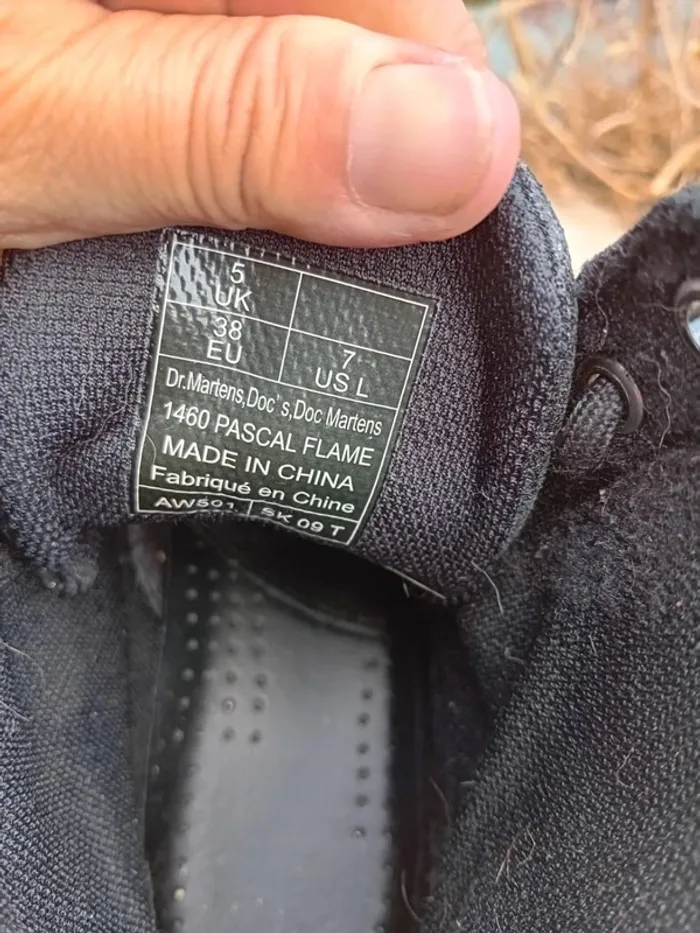 5
UK
38
EU
7
US L
Dr.Martens,Doc's,Doc Martens
1460 PASCAL FLAME
MADE IN CHINA
Fabriqué en Chine
AW501 SK 09 T